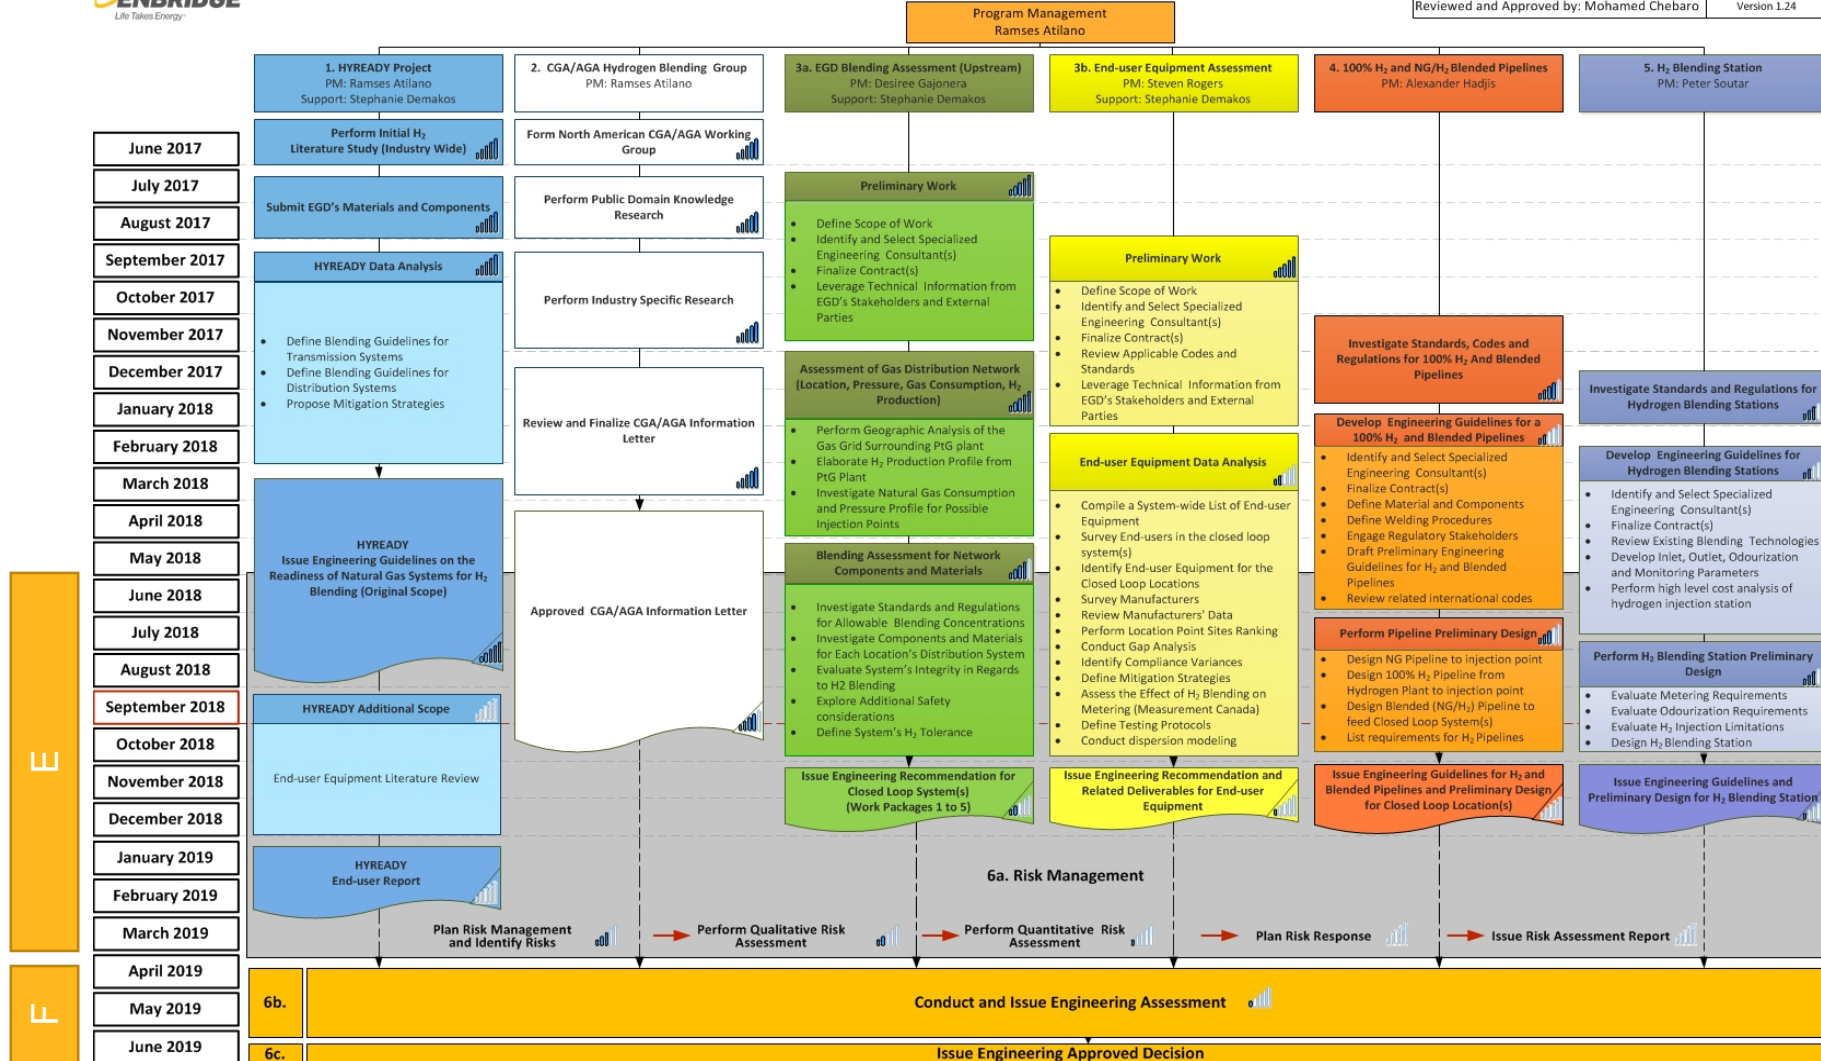 ENBRIDGE
Life Takes Energy
Program Management
Ramses Atilano
Reviewed and Approved by: Mohamed Chebaro
Version 1.24
1. HYREADY Project
PM: Ramses Atilano
Support: Stephanie Demakos
2. CGA/AGA Hydrogen Blending Group
PM: Ramses Atilano
3a. EGD Blending Assessment (Upstream)
PM: Desiree Gajonera
Support: Stephanie Demakos
3b. End-user Equipment Assessment
PM: Steven Rogers
Support: Stephanie Demakos
4. 100% H₂ and NG/H₂ Blended Pipelines
PM: Alexander Hadjis
5. H₂ Blending Station
PM: Peter Soutar
June 2017
July 2017
August 2017
September 2017
October 2017
November 2017
December 2017
January 2018
February 2018
March 2018
April 2018
May 2018
June 2018
July 2018
August 2018
September 2018
October 2018
November 2018
December 2018
January 2019
February 2019
March 2019
April 2019
May 2019
June 2019
E
F
Perform Initial H₂
Literature Study (Industry Wide)
Submit EGD's Materials and Components
HYREADY Data Analysis
• Define Blending Guidelines for
Transmission Systems
• Define Blending Guidelines for
Distribution Systems
• Propose Mitigation Strategies
HYREADY
Issue Engineering Guidelines on the
Readiness of Natural Gas Systems for H₂
Blending (Original Scope)
HYREADY Additional Scope
End-user Equipment Literature Review
HYREADY
End-user Report
Form North American CGA/AGA Working
Group
Perform Public Domain Knowledge
Research
Perform Industry Specific Research
Review and Finalize CGA/AGA Information
Letter
Approved CGA/AGA Information Letter
Preliminary Work
• Define Scope of Work
• Identify and Select Specialized
Engineering Consultant(s)
• Finalize Contract(s)
• Leverage Technical Information from
EGD's Stakeholders and External
Parties
Assessment of Gas Distribution Network
(Location, Pressure, Gas Consumption, H₂
Production)
• Perform Geographic Analysis of the
Gas Grid Surrounding PtG plant
• Elaborate H₂ Production Profile from
PtG Plant
• Investigate Natural Gas Consumption
and Pressure Profile for Possible
Injection Points
Blending Assessment for Network
Components and Materials
• Investigate Standards and Regulations
for Allowable Blending Concentrations
• Investigate Components and Materials
for Each Location's Distribution System
• Evaluate System's Integrity in Regards
to H2 Blending
• Explore Additional Safety
considerations
• Define System's H₂ Tolerance
Issue Engineering Recommendation for
Closed Loop System(s)
(Work Packages 1 to 5)
Preliminary Work
• Define Scope of Work
• Identify and Select Specialized
Engineering Consultant(s)
• Finalize Contract(s)
• Review Applicable Codes and
Standards
• Leverage Technical Information from
EGD's Stakeholders and External
Parties
End-user Equipment Data Analysis
• Compile a System-wide List of End-user
Equipment
• Survey End-users in the closed loop
system(s)
• Identify End-user Equipment for the
Closed Loop Locations
• Survey Manufacturers
• Review Manufacturers' Data
• Perform Location Point Sites Ranking
• Conduct Gap Analysis
• Identify Compliance Variances
• Define Mitigation Strategies
• Assess the Effect of H₂ Blending on
Metering (Measurement Canada)
• Define Testing Protocols
• Conduct dispersion modeling
Issue Engineering Recommendation and
Related Deliverables for End-user
Equipment
Investigate Standards, Codes and
Regulations for 100% H₂ And Blended
Pipelines
Develop Engineering Guidelines for a
100% H₂ and Blended Pipelines
• Identify and Select Specialized
Engineering Consultant(s)
• Finalize Contract(s)
• Define Material and Components
• Define Welding Procedures
• Engage Regulatory Stakeholders
• Draft Preliminary Engineering
Guidelines for H₂ and Blended
Pipelines
• Review related international codes
Perform Pipeline Preliminary Design
• Design NG Pipeline to injection point
• Design 100% H₂ Pipeline from
Hydrogen Plant to injection point
• Design Blended (NG/H₂) Pipeline to
feed Closed Loop System(s)
• List requirements for H₂ Pipelines
Issue Engineering Guidelines for H₂ and
Blended Pipelines and Preliminary Design
for Closed Loop Location(s)
Investigate Standards and Regulations for
Hydrogen Blending Stations
Develop Engineering Guidelines for
Hydrogen Blending Stations
• Identify and Select Specialized
Engineering Consultant(s)
• Finalize Contract(s)
• Review Existing Blending Technologies
• Develop Inlet, Outlet, Odourization
and Monitoring Parameters
• Perform high level cost analysis of
hydrogen injection station
Perform H₂ Blending Station Preliminary
Design
• Evaluate Metering Requirements
• Evaluate Odourization Requirements
• Evaluate H₂ Injection Limitations
• Design H₂ Blending Station
Issue Engineering Guidelines and
Preliminary Design for H₂ Blending Station
6a. Risk Management
Plan Risk Management
and Identify Risks
Perform Qualitative Risk
Assessment
Perform Quantitative Risk
Assessment
Plan Risk Response
Issue Risk Assessment Report
6b.
Conduct and Issue Engineering Assessment
6c.
Issue Engineering Approved Decision